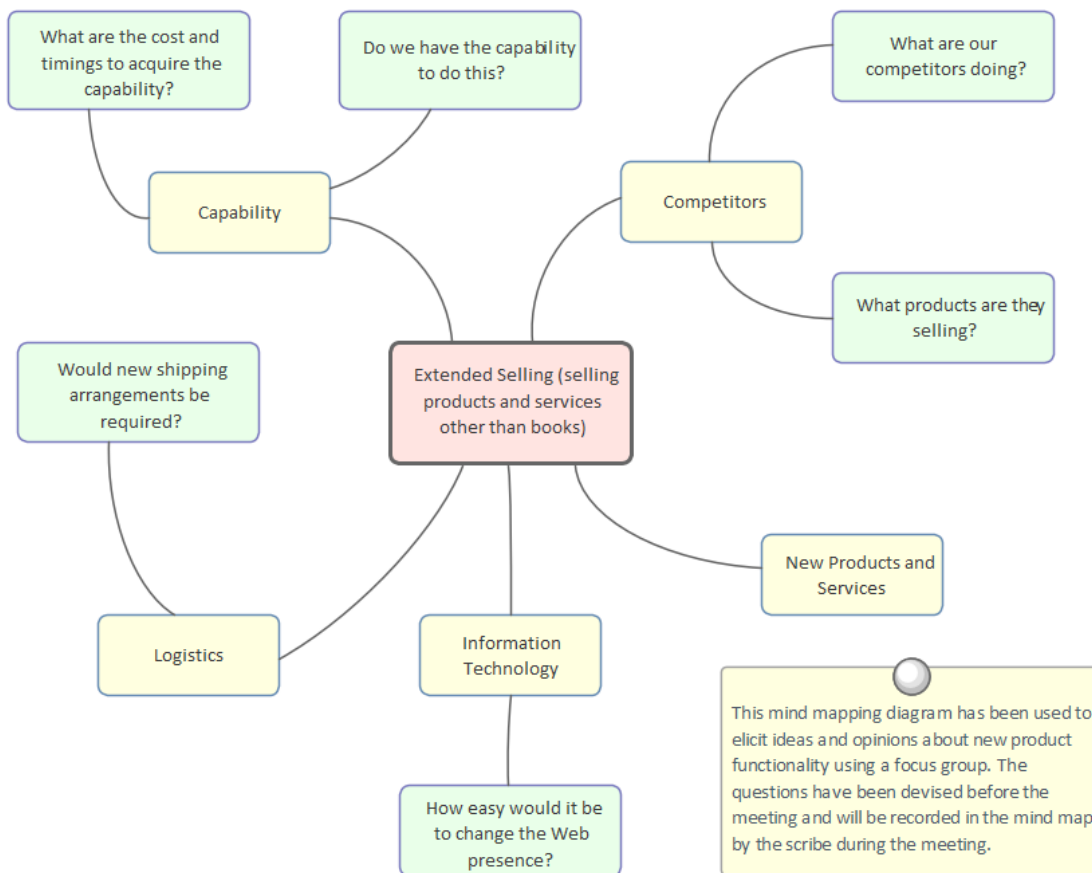 What are the cost and
timings to acquire the
capability?
Do we have the capability
to do this?
What are our
competitors doing?
Capability
Competitors
What products are they
selling?
Would new shipping
arrangements be
required?
Extended Selling (selling
products and services
other than books)
New Products and
Services
Logistics
Information
Technology
How easy would it be
to change the Web
presence?
This mind mapping diagram has been used to
elicit ideas and opinions about new product
functionality using a focus group. The
questions have been devised before the
meeting and will be recorded in the mind map
by the scribe during the meeting.